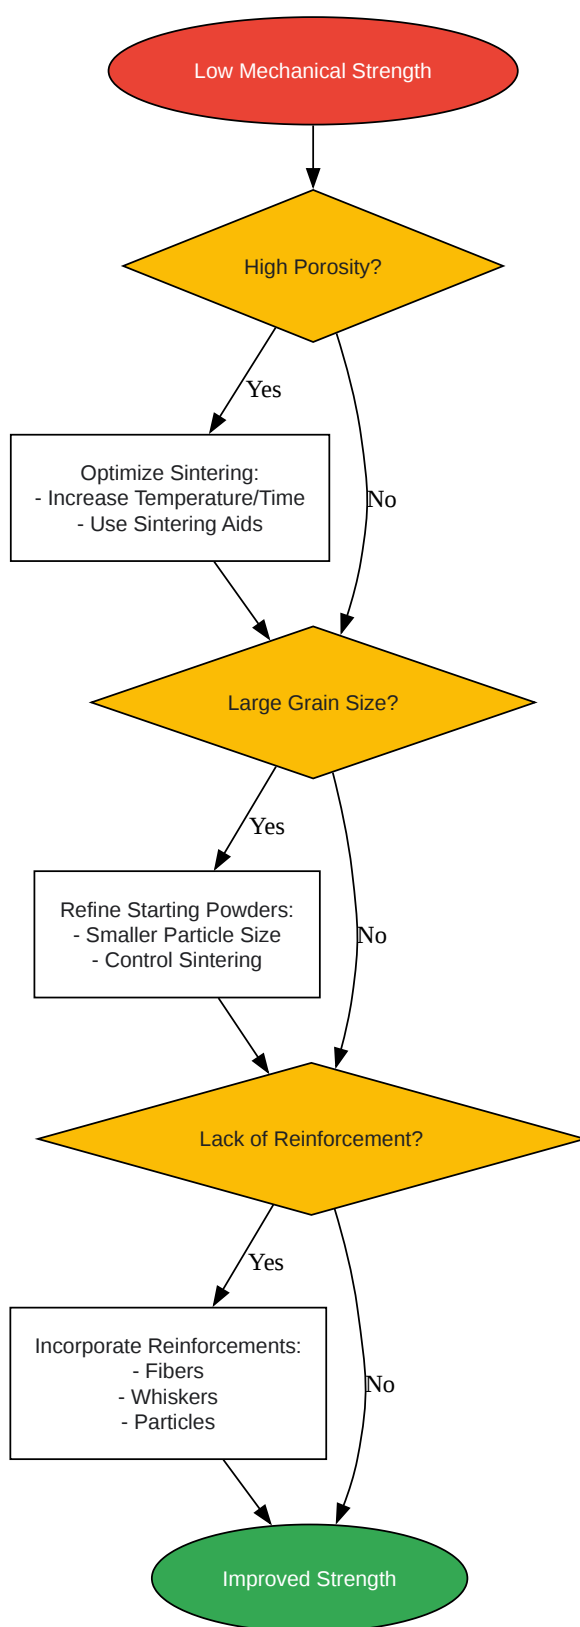 Low Mechanical Strength
High Porosity?
Yes
Optimize Sintering:
- Increase Temperature/Time
- Use Sintering Aids
No
Large Grain Size?
Yes
Refine Starting Powders:
- Smaller Particle Size
- Control Sintering
No
Lack of Reinforcement?
Yes
Incorporate Reinforcements:
- Fibers
- Whiskers
- Particles
No
Improved Strength